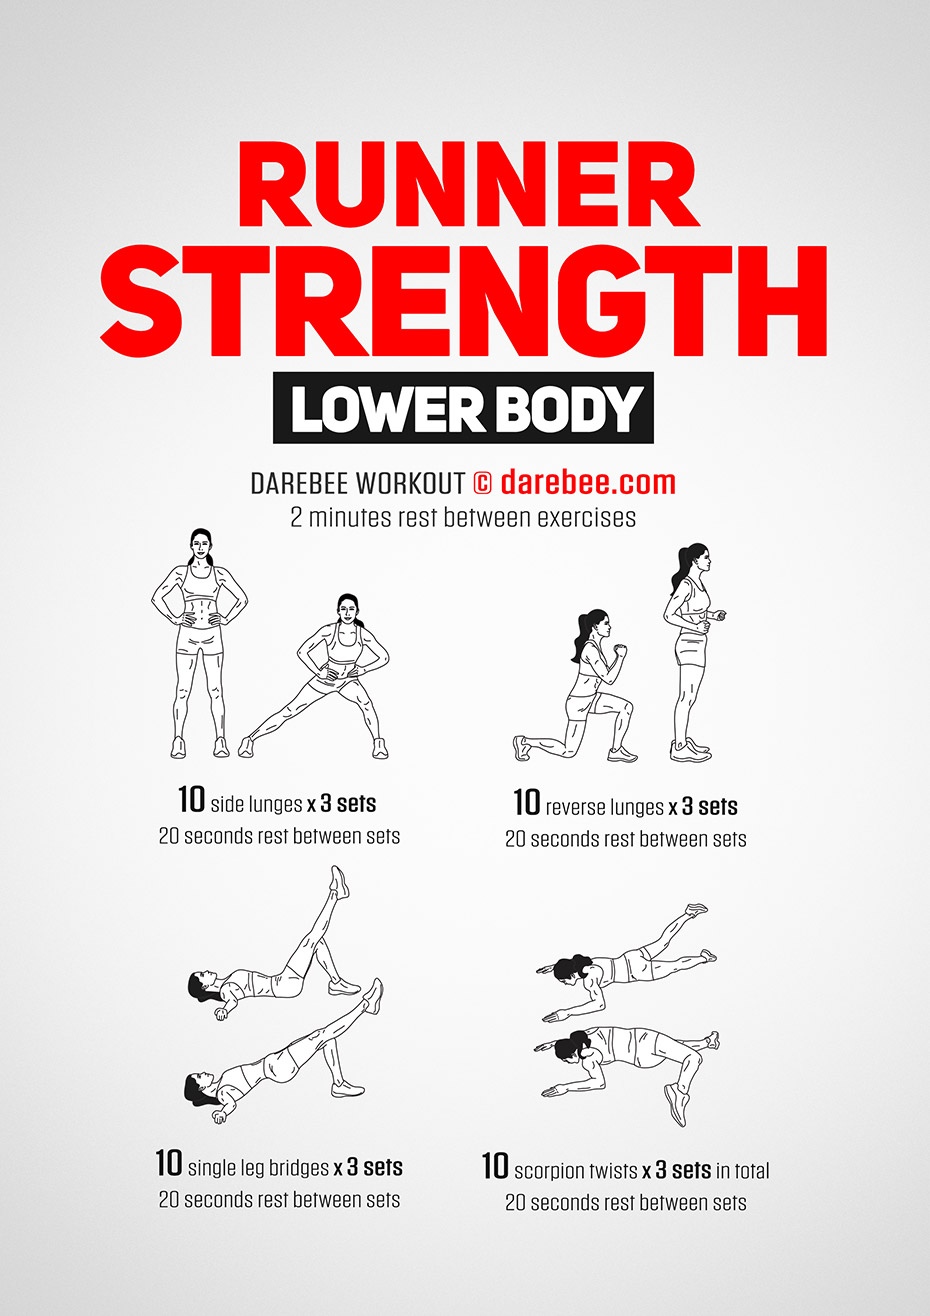 RUNNER
STRENGTH
LOWER BODY
DAREBEE WORKOUT © darebee.com
2 minutes rest between exercises
10 side lunges x 3 sets
20 seconds rest between sets
10 reverse lunges x 3 sets
20 seconds rest between sets
10 single leg bridges x 3 sets
20 seconds rest between sets
10 scorpion twists x 3 sets in total
20 seconds rest between sets